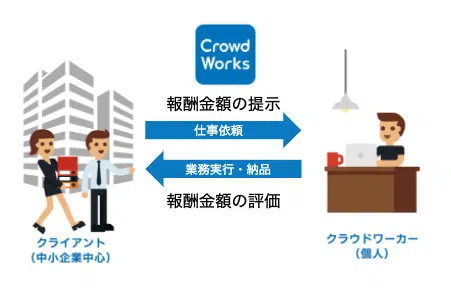 Crowd
Works
報酬金額の提示
仕事依頼
業務実行・納品
報酬金額の評価
クライアント
（中小企業中心）
クラウドワーカー
（個人）